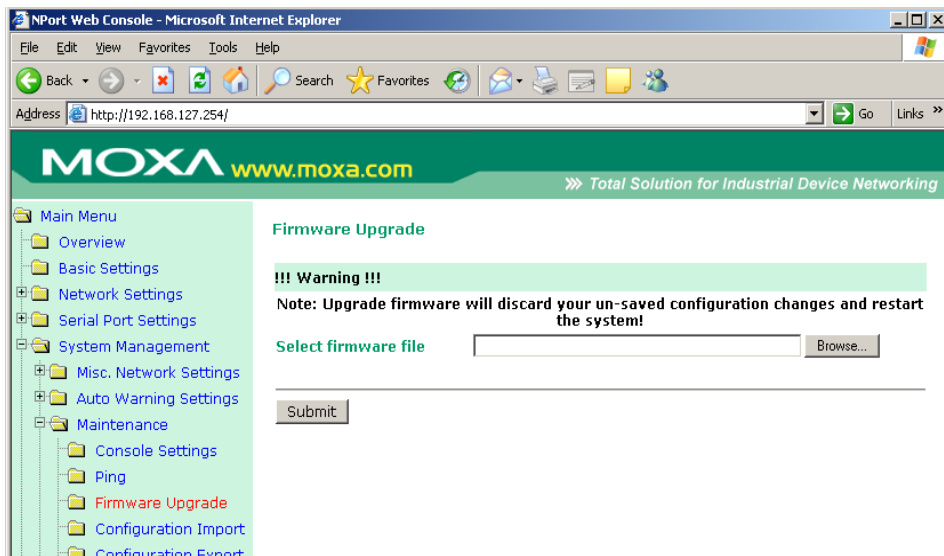 NPort Web Console - Microsoft Internet Explorer
File Edit View Favorites Tools Help
Back Search Favorites
Address http://192.168.127.254/ Go Links »
MOXA www.moxa.com
Total Solution for Industrial Device Networking
Main Menu
Overview
Basic Settings
Network Settings
Serial Port Settings
System Management
Misc. Network Settings
Auto Warning Settings
Maintenance
Console Settings
Ping
Firmware Upgrade
Configuration Import
Configuration Export
Firmware Upgrade
!!! Warning !!!
Note: Upgrade firmware will discard your un-saved configuration changes and restart
the system!
Select firmware file Browse...
Submit